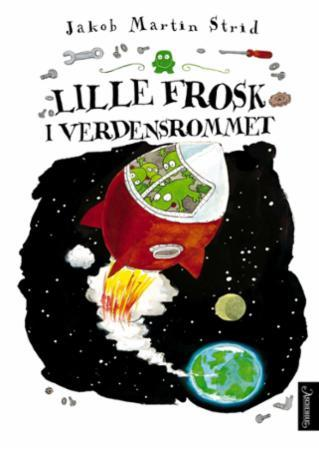 Jakob Martin Strid
LILLE FROSK
I VERDENSROMMET